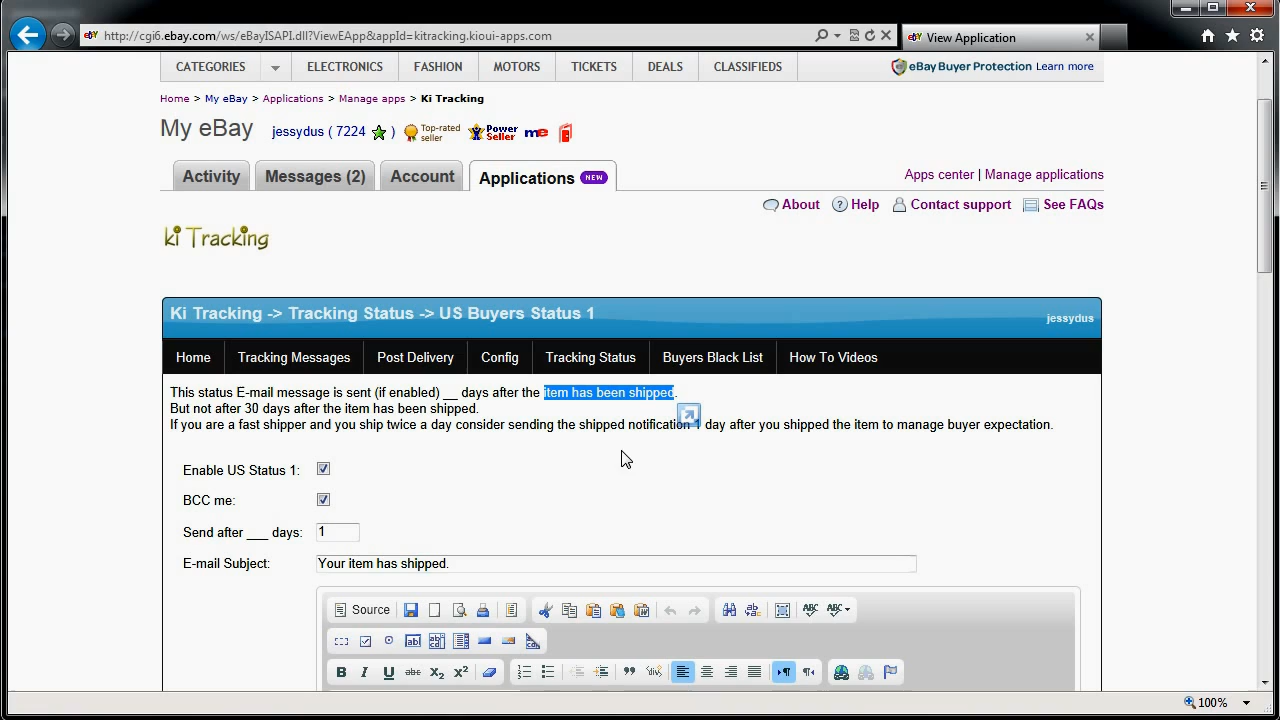 http://cgi6.ebay.com/ws/eBayISAPI.dll?ViewEApp&appId=kitracking.kioui-apps.com
View Application
CATEGORIES ELECTRONICS FASHION MOTORS TICKETS DEALS CLASSIFIEDS eBay Buyer Protection Learn more
Home > My eBay > Applications > Manage apps > Ki Tracking
My eBay jessydus ( 7224 ) Top-rated seller Power Seller me
Activity Messages (2) Account Applications NEW Apps center | Manage applications
About Help Contact support See FAQs
ki Tracking
Ki Tracking -> Tracking Status -> US Buyers Status 1 jessydus
Home Tracking Messages Post Delivery Config Tracking Status Buyers Black List How To Videos
This status E-mail message is sent (if enabled) __ days after the item has been shipped.
But not after 30 days after the item has been shipped.
If you are a fast shipper and you ship twice a day consider sending the shipped notification 1 day after you shipped the item to manage buyer expectation.
Enable US Status 1:
BCC me:
Send after ___ days: 1
E-mail Subject: Your item has shipped.
Source
B I U abc X2 X2
100%